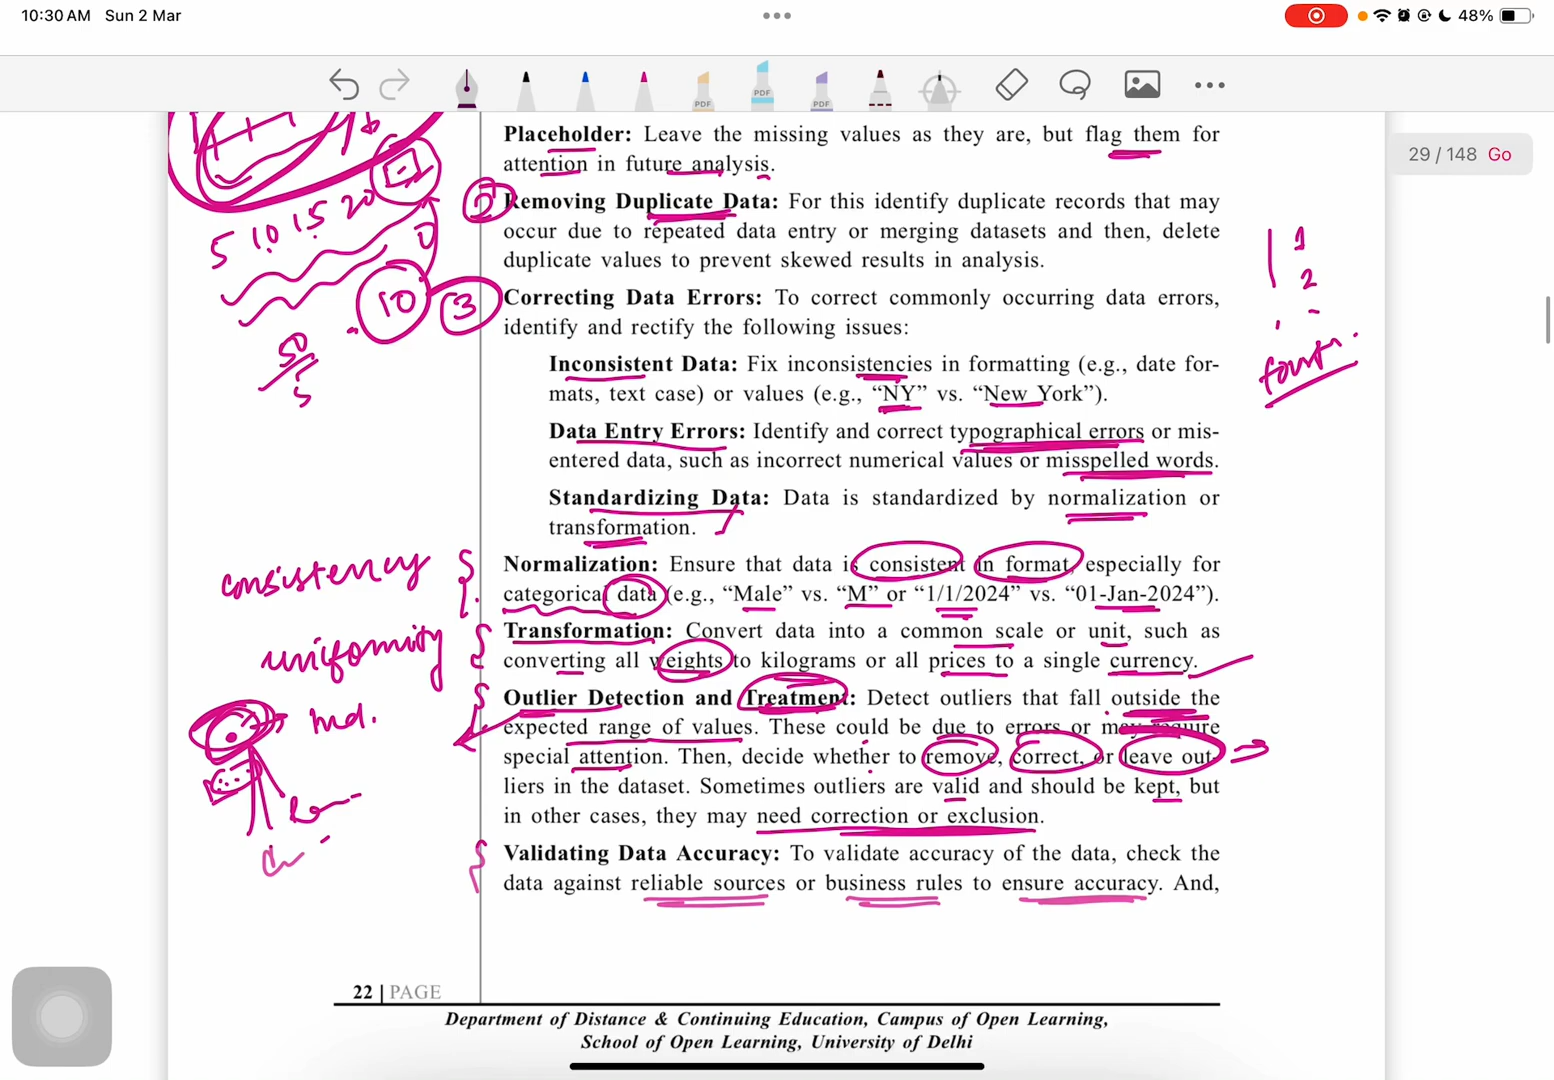 10:30 AM Sun 2 Mar
48%
PDF PDF PDF
29 / 148 Go
Placeholder: Leave the missing values as they are, but flag them for
attention in future analysis.
2
Removing Duplicate Data: For this identify duplicate records that may
occur due to repeated data entry or merging datasets and then, delete
duplicate values to prevent skewed results in analysis.
5 10 15 20
0
10
3
50
5
1
2
Correcting Data Errors: To correct commonly occurring data errors,
identify and rectify the following issues:
Inconsistent Data: Fix inconsistencies in formatting (e.g., date for-
mats, text case) or values (e.g., “NY” vs. “New York”).
Data Entry Errors: Identify and correct typographical errors or mis-
entered data, such as incorrect numerical values or misspelled words.
Standardizing Data: Data is standardized by normalization or
transformation.
consistency
Normalization: Ensure that data is consistent in format, especially for
categorical data (e.g., “Male” vs. “M” or “1/1/2024” vs. “01-Jan-2024”).
uniformity
Transformation: Convert data into a common scale or unit, such as
converting all weights to kilograms or all prices to a single currency.
Outlier Detection and Treatment: Detect outliers that fall outside the
expected range of values. These could be due to errors or may require
special attention. Then, decide whether to remove, correct, or leave out-
liers in the dataset. Sometimes outliers are valid and should be kept, but
in other cases, they may need correction or exclusion.
Validating Data Accuracy: To validate accuracy of the data, check the
data against reliable sources or business rules to ensure accuracy. And,
22 | PAGE
Department of Distance & Continuing Education, Campus of Open Learning,
School of Open Learning, University of Delhi